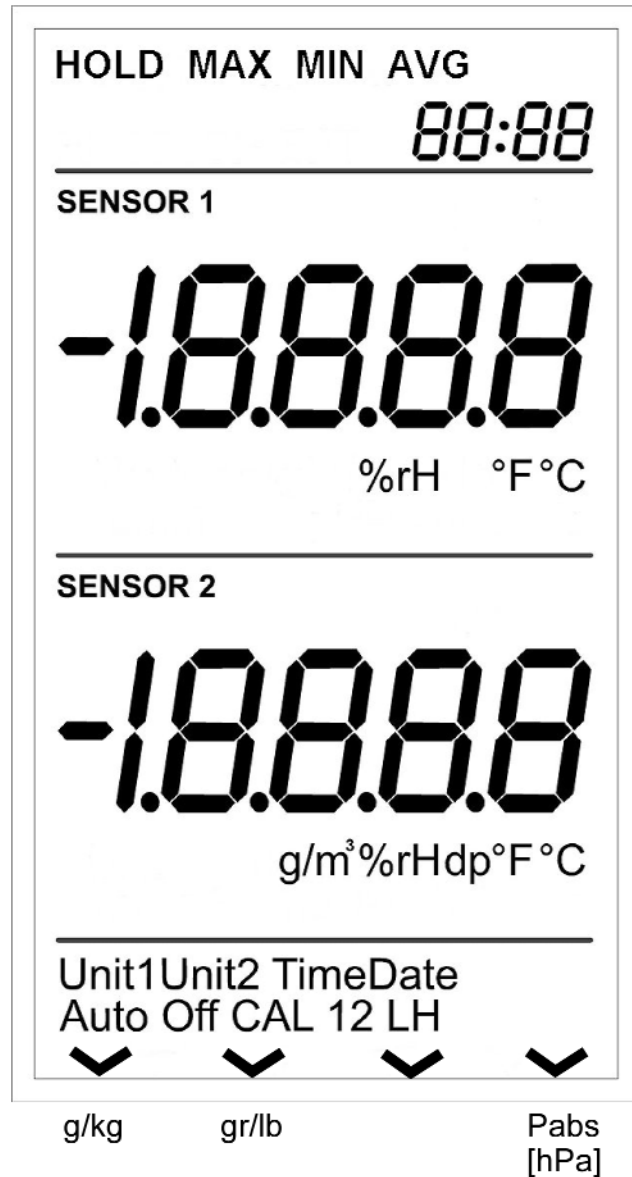 HOLD MAX MIN AVG
88:88
SENSOR 1
-1.8.8.8.8
%rH °F°C
SENSOR 2
-1.8.8.8.8
g/m³%rHdp°F°C
Unit1Unit2 TimeDate
Auto Off CAL 12 LH
g/kg gr/lb Pabs
[hPa]